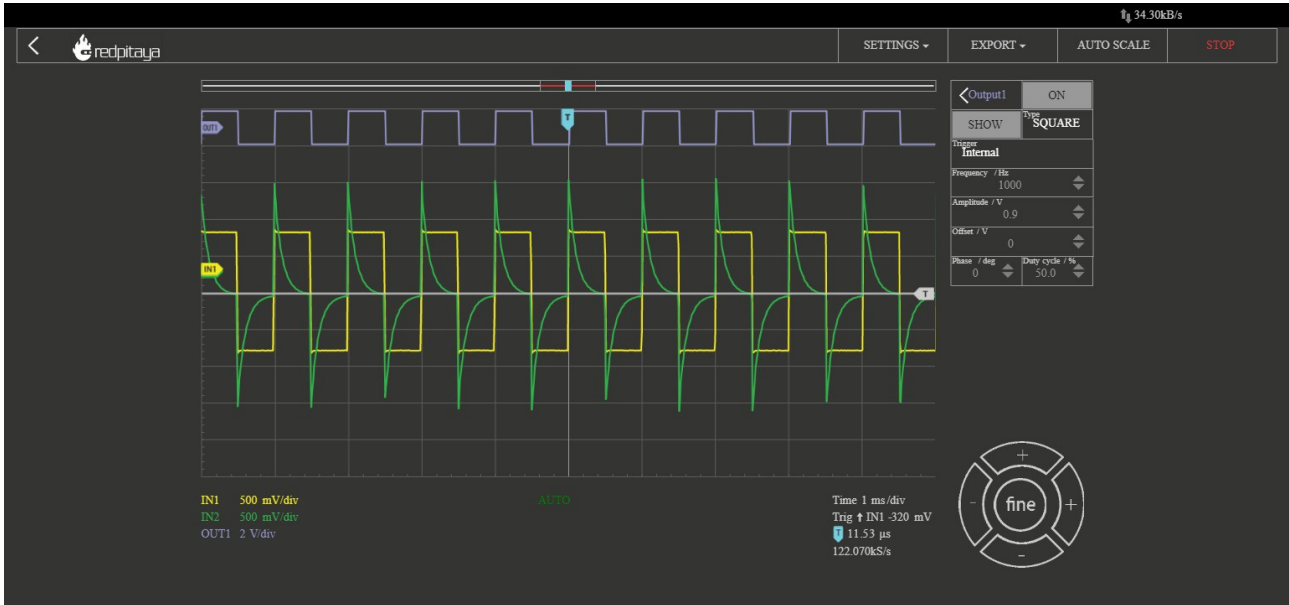 34.30kB/s
redpitaya SETTINGS EXPORT AUTO SCALE STOP
Output1 ON
SHOW Type SQUARE
Trigger
Internal
Frequency / Hz
1000
Amplitude / V
0.9
Offset / V
0
Phase / deg Duty cycle / %
0 50.0
OUT1
T
IN1
T
IN1 500 mV/div AUTO Time 1 ms/div
IN2 500 mV/div Trig ↑ IN1 -320 mV
OUT1 2 V/div T 11.53 µs
122.070kS/s
+
- fine +
-